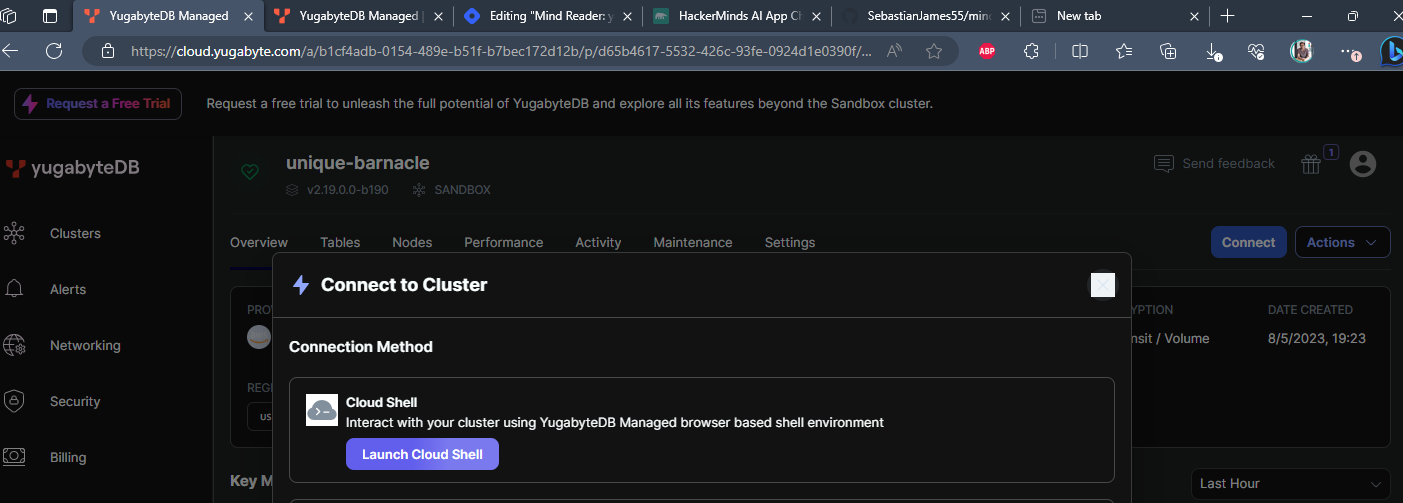 YugabyteDB Managed
YugabyteDB Managed |
Editing "Mind Reader: y
HackerMinds AI App Ch
SebastianJames55/mind
New tab
https://cloud.yugabyte.com/a/b1cf4adb-0154-489e-b51f-b7bec172d12b/p/d65b4617-5532-426c-93fe-0924d1e0390f/...
ABP
1
Request a Free Trial
Request a free trial to unleash the full potential of YugabyteDB and explore all its features beyond the Sandbox cluster.
yugabyteDB
unique-barnacle
v2.19.0.0-b190
SANDBOX
Send feedback
1
Clusters
Alerts
Networking
Security
Billing
Overview
Tables
Nodes
Performance
Activity
Maintenance
Settings
Connect
Actions
Connect to Cluster
PRO
YPTION
DATE CREATED
nsit / Volume
8/5/2023, 19:23
REGI
us
Connection Method
Cloud Shell
Interact with your cluster using YugabyteDB Managed browser based shell environment
Launch Cloud Shell
Key M
Last Hour